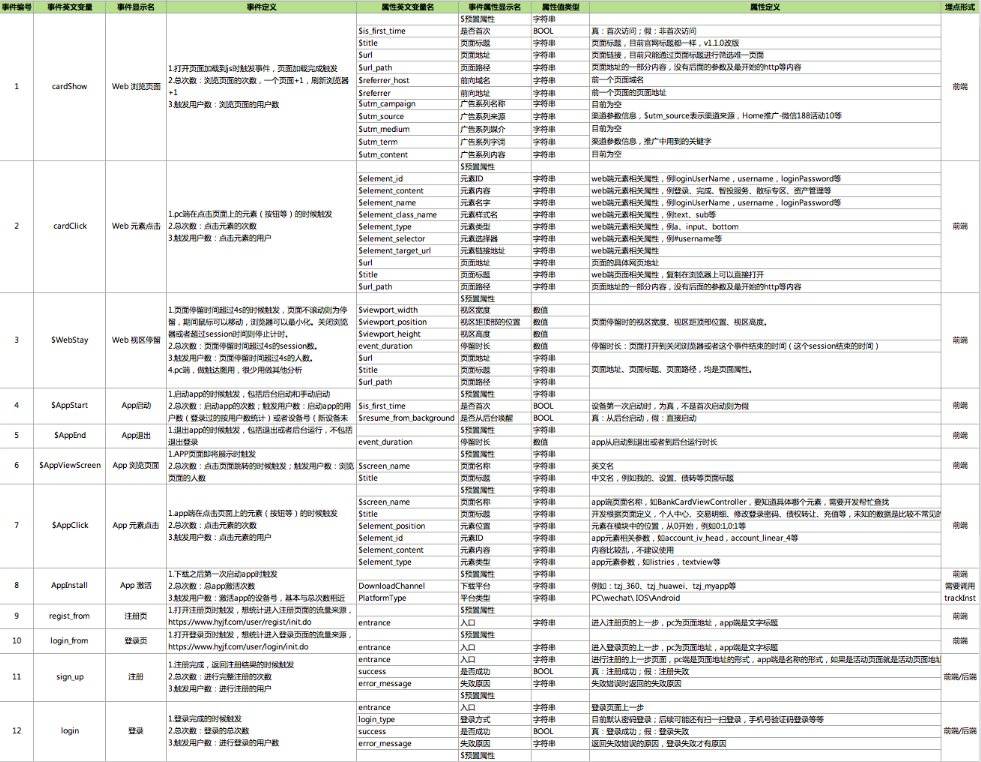 事件编号 事件英文变量 事件显示名 事件定义 属性英文变量名 事件属性显示名 属性值类型 属性定义 埋点形式
1 cardShow Web 浏览页面 前端
1.打开页面加载到js时触发事件，页面加载完成触发
2.总次数：浏览页面的次数，一个页面+1，刷新浏览器
+1
3.触发用户数：浏览页面的用户数
$预置属性 字符串
$is_first_time 是否首次 BOOL 真：首次访问；假：非首次访问
$title 页面标题 字符串 页面标题，目前官网标题都一样，v1.1.0改版
$url 页面地址 字符串 页面链接，目前只能通过页面标题进行筛选唯一页面
$url_path 页面路径 字符串 页面地址的一部分内容，没有后面的参数及最开始的http等内容
$referrer_host 前向域名 字符串 前一个页面域名
$referrer 前向地址 字符串 前一个页面的页面地址
$utm_campaign 广告系列名称 字符串 目前为空
$utm_source 广告系列来源 字符串 渠道参数信息，$utm_source表示渠道来源，Home推广-微信188活动10等
$utm_medium 广告系列媒介 字符串 目前为空
$utm_term 广告系列字词 字符串 渠道参数信息，推广中用到的关键字
$utm_content 广告系列内容 字符串 目前为空
2 cardClick Web 元素点击 前端
1.pc端在点击页面上的元素（按钮等）的时候触发
2.总次数：点击元素的次数
3.触发用户数：点击元素的用户
$预置属性 字符串
$element_id 元素ID 字符串 web端元素相关属性，例loginUserName，username，loginPassword等
$element_content 元素内容 字符串 web端元素相关属性，例登录、完成、智投服务、散标专区、资产管理等
$element_name 元素名字 字符串 web端元素相关属性，例loginUserName，username，loginPassword等
$element_class_name 元素样式名 字符串 web端元素相关属性，例text、sub等
$element_type 元素类型 字符串 web端元素相关属性，例a、input、bottom
$element_selector 元素选择器 字符串 web端元素相关属性，例#username等
$element_target_url 元素链接地址 字符串 web端元素相关属性
$url 页面地址 字符串 页面的具体网页地址
$title 页面标题 字符串 web端页面相关属性，复制在浏览器上可以直接打开
$url_path 页面路径 字符串 页面地址的一部分内容，没有后面的参数及最开始的http等内容
3 $WebStay Web 视区停留 前端
1.页面停留时间超过4s的时候触发，页面不滚动则为停
留，期间鼠标可以移动，浏览器可以最小化。关闭浏览
器或者超过session时间则停止计时。
2.总次数：页面停留时间超过4s的session数。
3.触发用户数：页面停留时间超过4s的人数。
4.pc端，做触达图用，很少用做其他分析
$预置属性 字符串
$viewport_width 视区宽度 数值
$viewport_position 视区距顶部的位置 数值 页面停留时的视区宽度、视区距顶部位置、视区高度。
$viewport_height 视区高度 数值
event_duration 停留时长 数值 停留时长：页面打开到关闭浏览器或者这个事件结束的时间（这个session结束的时间）
$url 页面地址 字符串
$title 页面标题 字符串 页面地址、页面标题、页面路径，均是页面属性。
$url_path 页面路径 字符串
4 $AppStart App启动 前端
1.启动app的时候触发，包括后台启动和手动启动
2.总次数：启动app的次数；触发用户数：启动app的用
户数（登录过的按用户数统计）或者设备号（新设备未
$预置属性 字符串
$is_first_time 是否首次 BOOL 设备第一次启动时，为真，不是首次启动则为假
$resume_from_background 是否从后台唤醒 BOOL 真：从后台启动，假：直接启动
5 $AppEnd App退出 前端
1.退出app的时候触发，包括退出或者后台运行，不包括
退出登录
$预置属性 字符串
event_duration 停留时长 数值 app从启动到退出或者到后台运行时长
6 $AppViewScreen App 浏览页面 前端
1.APP页面即将展示时触发
2.总次数：点击页面跳转的时候触发；触发用户数：浏览
页面的人数
$预置属性 字符串
$screen_name 页面名称 字符串 英文名
$title 页面标题 字符串 中文名，例如我的、设置、债转等页面标题
7 $AppClick App 元素点击 前端
1.app端在点击页面上的元素（按钮等）的时候触发
2.总次数：点击元素的次数
3.触发用户数：点击元素的用户
$预置属性 字符串
$screen_name 页面名称 字符串 app端页面名称，如BankCardViewController，要知道具体哪个元素，需要开发帮忙查找
$title 页面标题 字符串 开发根据页面定义，个人中心、交易明细、修改登录密码、债权转让、充值等，未知的数据是比较不常见的
$element_position 元素位置 字符串 元素在模块中的位置，从0开始，例如0:1,0:1等
$element_id 元素ID 字符串 app元素相关参数，如account_iv_head，account_linear_4等
$element_content 元素内容 字符串 内容比较乱，不建议使用
$element_type 元素类型 字符串 app元素参数，如listries，textview等
8 AppInstall App 激活 前端
需要调用
trackInst
1.下载之后第一次启动app时触发
2.总次数：总app激活次数
3.触发用户数：激活app的设备号，基本与总次数相近
$预置属性 字符串
DownloadChannel 下载平台 字符串 例如：tzj_360、tzj_huawei、tzj_myapp等
PlatformType 平台类型 字符串 PC\wechat\ IOS\Android
9 regist_from 注册页 前端
1.打开注册页时触发，想统计进入注册页面的流量来源，
https://www.hyjf.com/user/regist/init.do
$预置属性 字符串
entrance 入口 字符串 进入注册页的上一步，pc为页面地址，app端是文字标题
10 login_from 登录页 前端
1.打开登录页时触发，想统计进入登录页面的流量来源，
https://www.hyjf.com/user/login/init.do
$预置属性 字符串
entrance 入口 字符串 进入登录页的上一步，pc为页面地址，app端是文字标题
11 sign_up 注册 前端/后端
1.注册完成，返回注册结果的时候触发
2.总次数：进行完整注册的次数
3.触发用户数：进行注册的用户
entrance 入口 字符串 进行注册的上一步页面，pc端是页面地址的形式，app端是名称的形式，如果是活动页面就是活动页面地址
success 是否成功 BOOL 真：注册成功；假：注册失败
error_message 失败原因 字符串 失败错误时返回的失败原因
$预置属性
12 login 登录 前端/后端
1.登录完成的时候触发
2.总次数：登录的总次数
3.触发用户数：进行登录的用户数
entrance 入口 字符串 登录页面上一步
login_type 登录方式 字符串 目前默认密码登录；后续可能还有扫一扫登录，手机号验证码登录等等
success 是否成功 BOOL 真：登录成功；假：登录失败
error_message 失败原因 字符串 返回失败错误的原因，登录失败才有原因
$预置属性